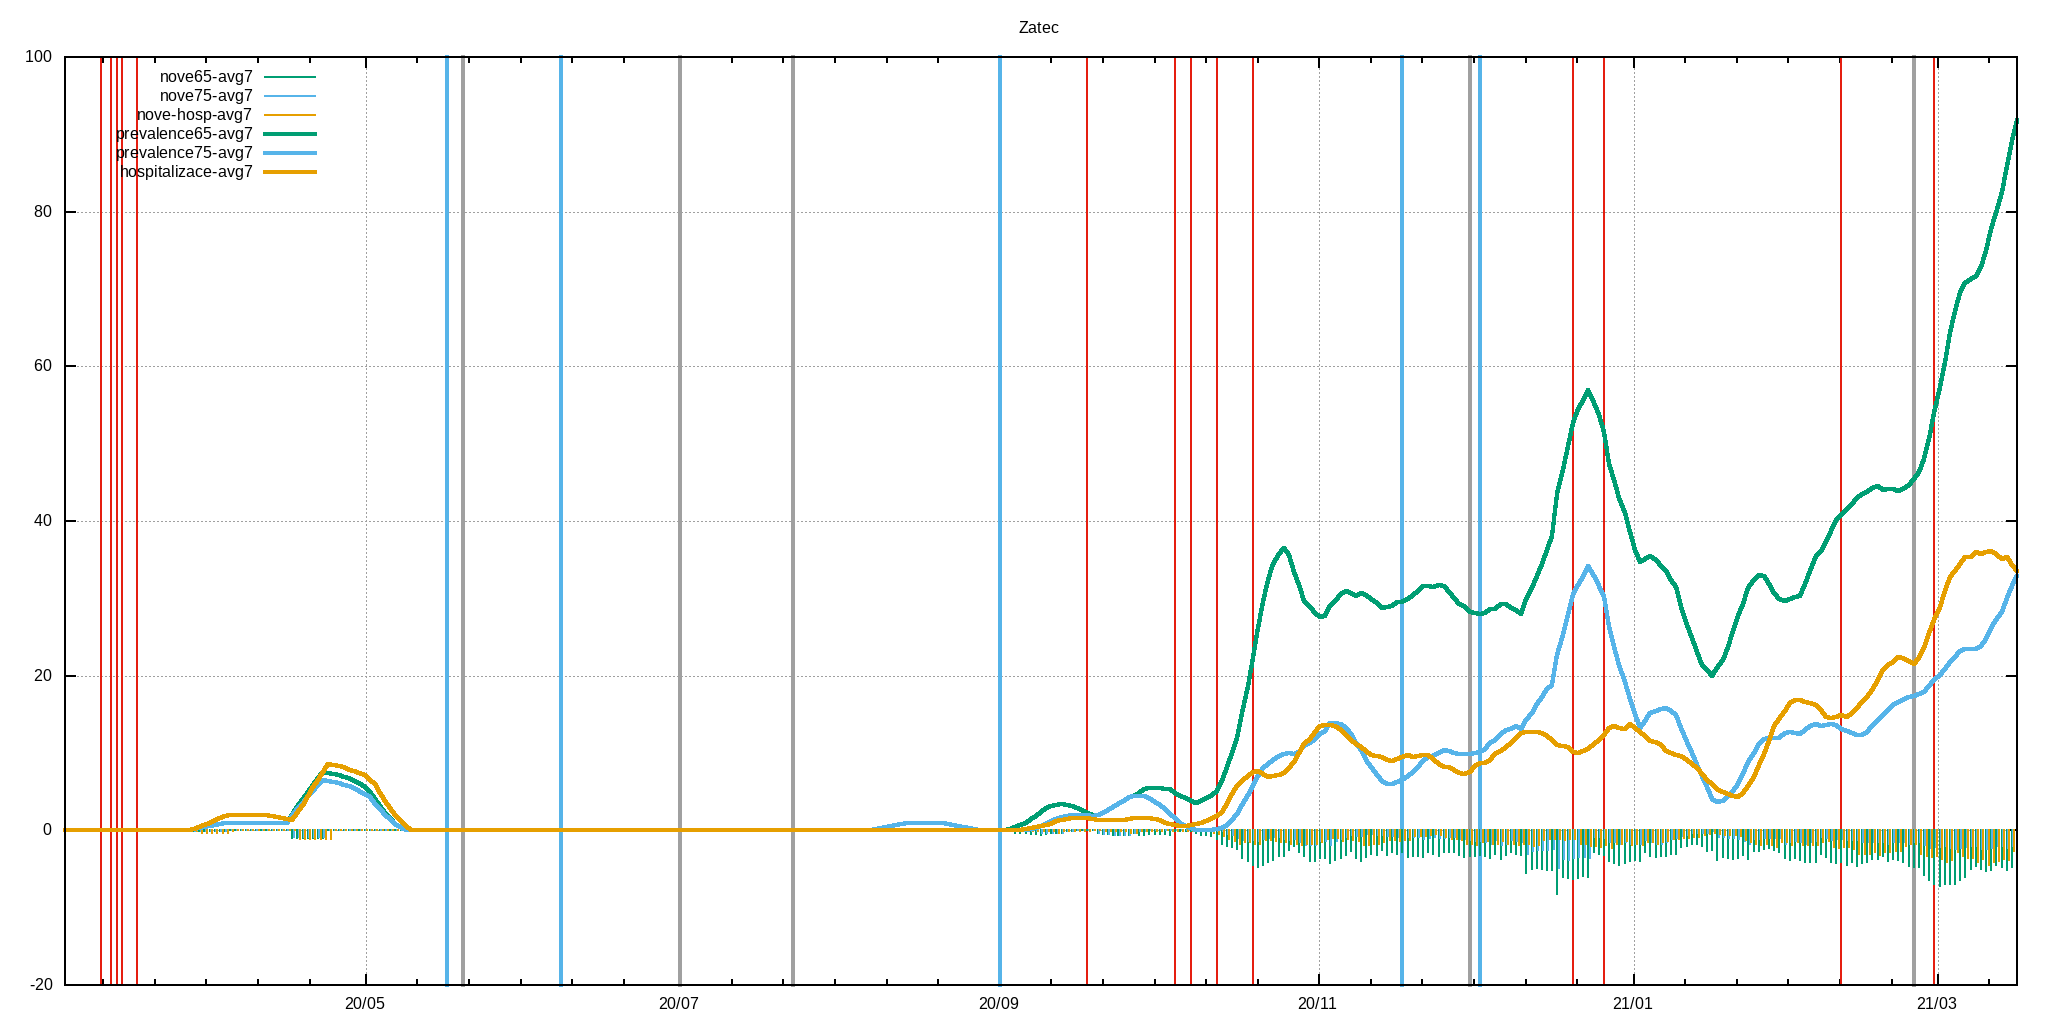 Zatec
100
nove65-avg7
nove75-avg7
nove-hosp-avg7
prevalence65-avg7
prevalence75-avg7
hospitalizace-avg7
80
60
40
20
0
-20
20/05 20/07 20/09 20/11 21/01 21/03